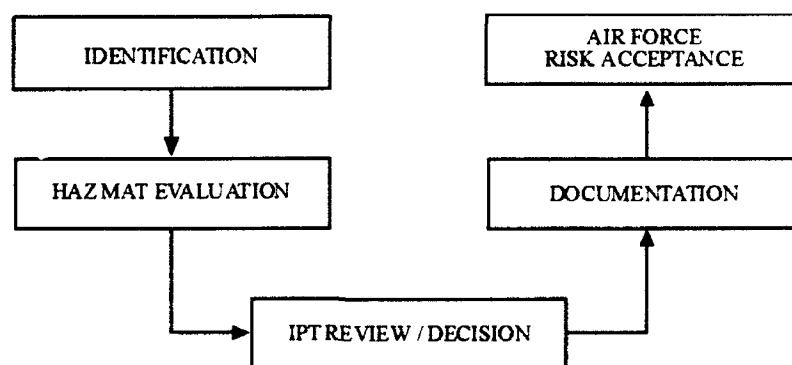 IDENTIFICATION
HAZMAT EVALUATION
IPT REVIEW / DECISION
DOCUMENTATION
AIR FORCE
RISK ACCEPTANCE